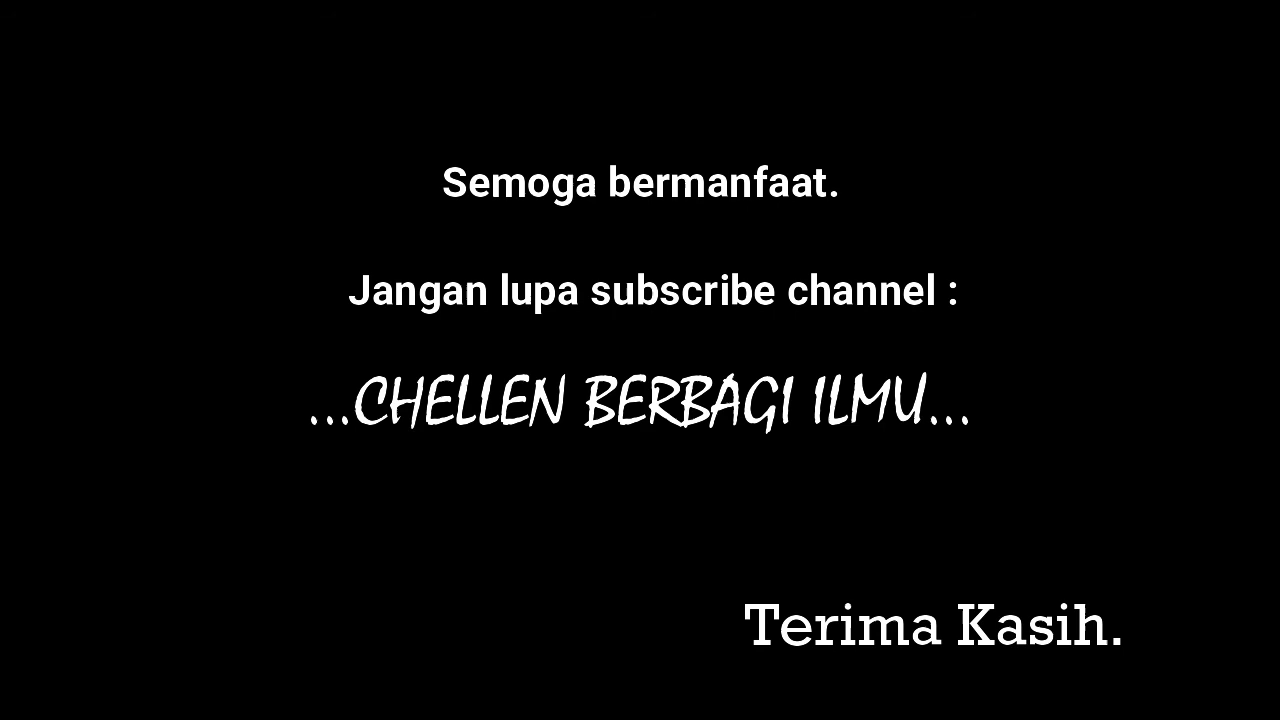 Semoga bermanfaat.
Jangan lupa subscribe channel :
...CHELLEN BERBAGI ILMU...
Terima Kasih.